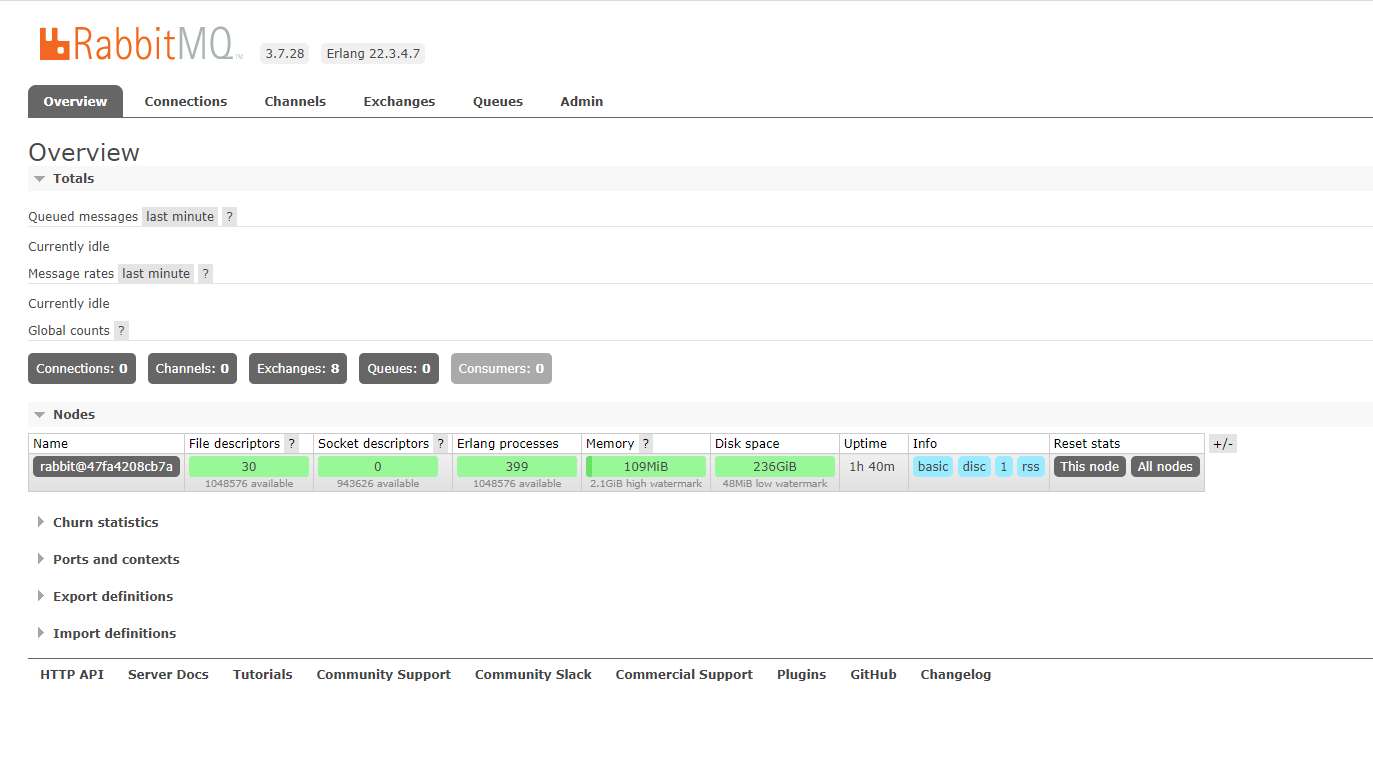 RabbitMQ TM 3.7.28 Erlang 22.3.4.7
Overview Connections Channels Exchanges Queues Admin
Overview
Totals
Queued messages last minute ?
Currently idle
Message rates last minute ?
Currently idle
Global counts ?
Connections: 0 Channels: 0 Exchanges: 8 Queues: 0 Consumers: 0
Nodes
Name File descriptors ? Socket descriptors ? Erlang processes Memory ? Disk space Uptime Info Reset stats +/-
rabbit@47fa4208cb7a 30 0 399 109MiB 236GiB 1h 40m basic disc 1 rss This node All nodes
1048576 available 943626 available 1048576 available 2.1GiB high watermark 48MiB low watermark
Churn statistics
Ports and contexts
Export definitions
Import definitions
HTTP API Server Docs Tutorials Community Support Community Slack Commercial Support Plugins GitHub Changelog